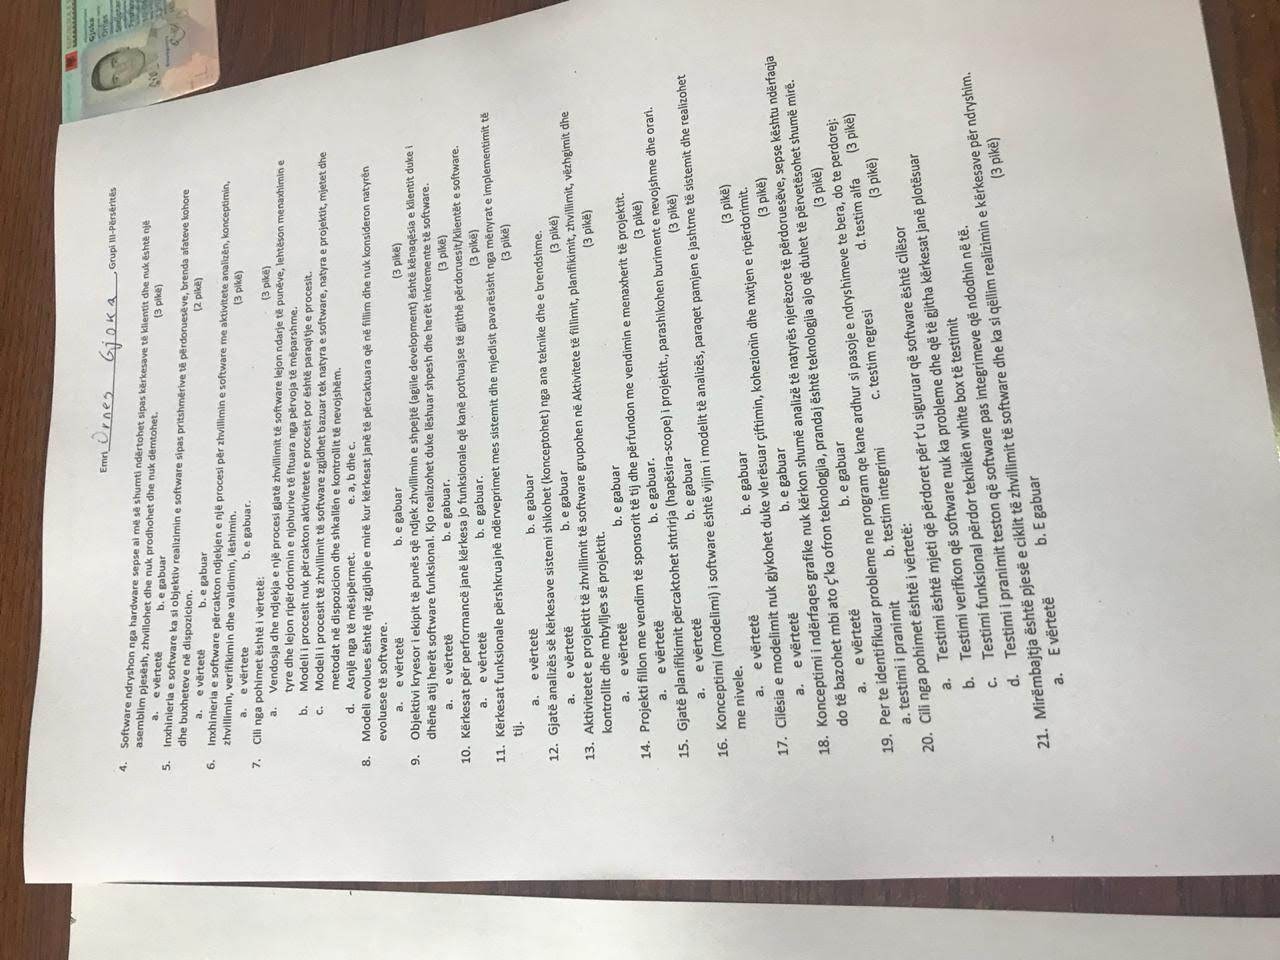 Emri Ornes Gjoka, Grupi III-Përsëritës
4. Software ndryshon nga hardware sepse ai më së shumti ndërtohet sipas kërkesave të klientit dhe nuk është një
asemblim pjesësh, zhvillohet dhe nuk prodhohet dhe nuk dëmtohet. (3 pikë)
a. e vërtetë b. e gabuar
5. Inxhinieria e software ka si objektiv realizimin e software sipas pritshmërive të përdoruesëve, brenda afateve kohore
dhe buxheteve në dispozicion. (2 pikë)
a. e vërtetë b. e gabuar
6. Inxhinieria e software përcakton ndjekjen e një procesi për zhvillimin e software me aktivitete analizën, konceptimin,
zhvillimin, verifikimin dhe validimin, lëshimin. (3 pikë)
a. e vërtete b. e gabuar.
7. Cili nga pohimet është i vërtetë: (3 pikë)
a. Vendosja dhe ndjekja e një procesi gjatë zhvillimit të software lejon ndarje të punëve, lehtëson menaxhimin e
tyre dhe lejon ripërdorimin e njohurive të fituara nga përvoja të mëparshme.
b. Modeli i procesit nuk përcakton aktivitetet e procesit por është paraqitje e procesit.
c. Modeli i procesit të zhvillimit të software zgjidhet bazuar tek natyra e software, natyra e projektit, mjetet dhe
metodat në dispozicion dhe shkallën e kontrollit të nevojshëm.
d. Asnjë nga të mësipërmet. e. a, b dhe c.
8. Modeli evolues është një zgjidhje e mirë kur kërkesat janë të përcaktuara që në fillim dhe nuk konsideron natyrën
evoluese të software. (3 pikë)
a. e vërtetë b. e gabuar
9. Objektivi kryesor i ekipit të punës që ndjek zhvillimin e shpejtë (agile development) është kënaqësia e klientit duke i
dhënë atij herët software funksional. Kjo realizohet duke lëshuar shpesh dhe herët inkremente të software.
a. e vërtetë b. e gabuar. (3 pikë)
10. Kërkesat për performancë janë kërkesa jo funksionale që kanë pothuajse të gjithë përdoruesit/klientët e software.
a. e vërtetë b. e gabuar. (3 pikë)
11. Kërkesat funksionale përshkruajnë ndërveprimet mes sistemit dhe mjedisit pavarësisht nga mënyrat e implementimit të
tij. (3 pikë)
a. e vërtetë b. e gabuar
12. Gjatë analizës së kërkesave sistemi shikohet (konceptohet) nga ana teknike dhe e brendshme.
a. e vërtetë b. e gabuar (3 pikë)
13. Aktivitetet e projektit të zhvillimit të software grupohen në Aktivitete të fillimit, planifikimit, zhvillimit, vëzhgimit dhe
kontrollit dhe mbylljes së projektit. (3 pikë)
a. e vërtetë b. e gabuar
14. Projekti fillon me vendim të sponsorit të tij dhe përfundon me vendimin e menaxherit të projektit.
a. e vërtetë b. e gabuar. (3 pikë)
15. Gjatë planifikimit përcaktohet shtrirja (hapësira-scope) i projektit., parashikohen buriment e nevojshme dhe orari.
a. e vërtetë b. e gabuar (3 pikë)
16. Konceptimi (modelimi) i software është vijim i modelit të analizës, paraqet pamjen e jashtme të sistemit dhe realizohet
me nivele. (3 pikë)
a. e vërtetë b. e gabuar
17. Cilësia e modelimit nuk gjykohet duke vlerësuar çiftimin, kohezionin dhe nxitjen e ripërdorimit.
a. e vërtetë b. e gabuar (3 pikë)
18. Konceptimi i ndërfaqes grafike nuk kërkon shumë analizë të natyrës njerëzore të përdoruesëve, sepse kështu ndërfaqja
do të bazohet mbi ato ç'ka ofron teknologjia, prandaj është teknologjia ajo që duhet të përvetësohet shumë mirë.
a. e vërtetë b. e gabuar (3 pikë)
19. Per te identifikuar probleme ne program qe kane ardhur si pasoje e ndryshimeve te bera, do te perdorej:
a. testimi i pranimit b. testim integrimi c. testim regresi d. testim alfa (3 pikë)
20. Cili nga pohimet është i vërtetë: (3 pikë)
a. Testimi është mjeti që përdoret për t'u siguruar që software është cilësor
b. Testimi verifkon që software nuk ka probleme dhe që të gjitha kërkesat janë plotësuar
c. Testimi funksional përdor teknikën white box të testimit
d. Testimi i pranimit teston që software pas integrimeve që ndodhin në të.
21. Mirëmbajtja është pjesë e ciklit të zhvillimit të software dhe ka si qëllim realizimin e kërkesave për ndryshim.
a. E vërtetë b. E gabuar (3 pikë)
Gjoka